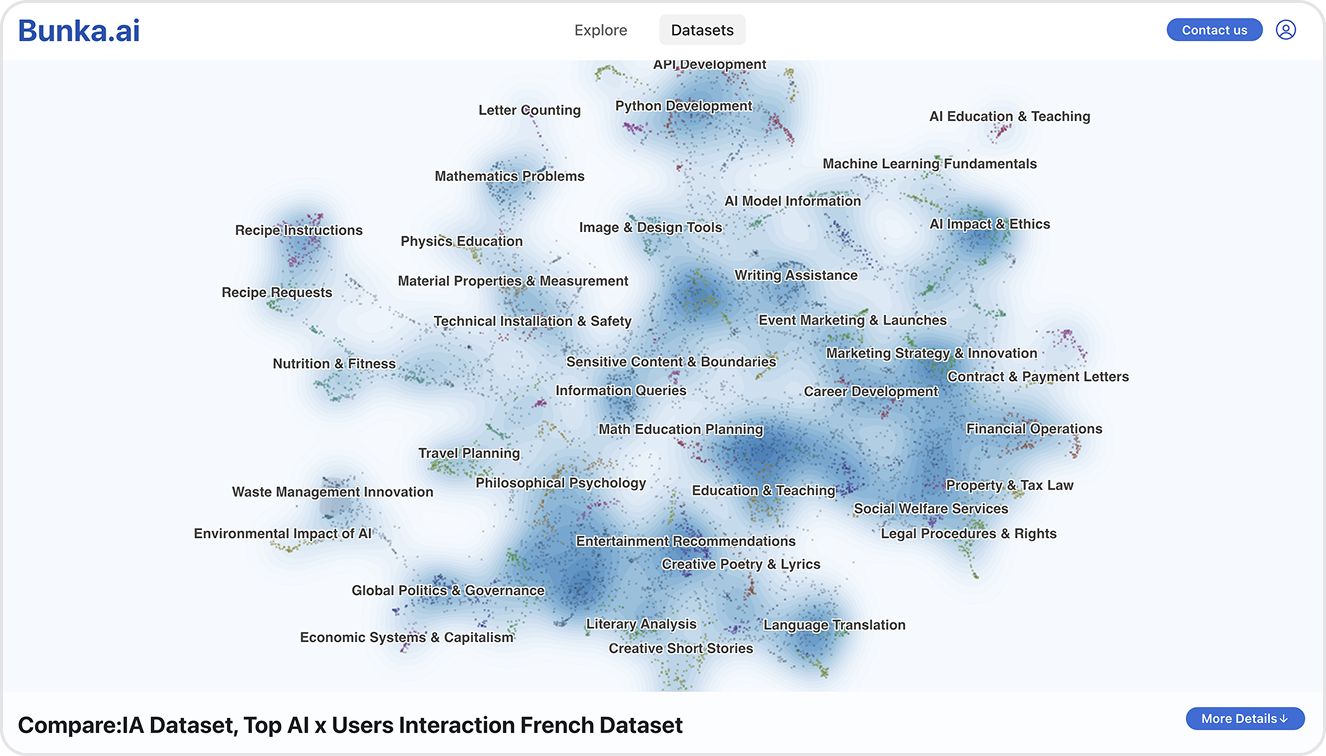 Bunka.ai
Explore
Datasets
Contact us
API Development
Python Development
Letter Counting
AI Education & Teaching
Machine Learning Fundamentals
Mathematics Problems
AI Model Information
AI Impact & Ethics
Image & Design Tools
Recipe Instructions
Physics Education
Writing Assistance
Material Properties & Measurement
Recipe Requests
Technical Installation & Safety
Event Marketing & Launches
Marketing Strategy & Innovation
Sensitive Content & Boundaries
Nutrition & Fitness
Contract & Payment Letters
Information Queries
Career Development
Math Education Planning
Financial Operations
Travel Planning
Philosophical Psychology
Property & Tax Law
Education & Teaching
Waste Management Innovation
Social Welfare Services
Environmental Impact of AI
Legal Procedures & Rights
Entertainment Recommendations
Creative Poetry & Lyrics
Global Politics & Governance
Literary Analysis
Language Translation
Economic Systems & Capitalism
Creative Short Stories
Compare:IA Dataset, Top AI x Users Interaction French Dataset
More Details↓